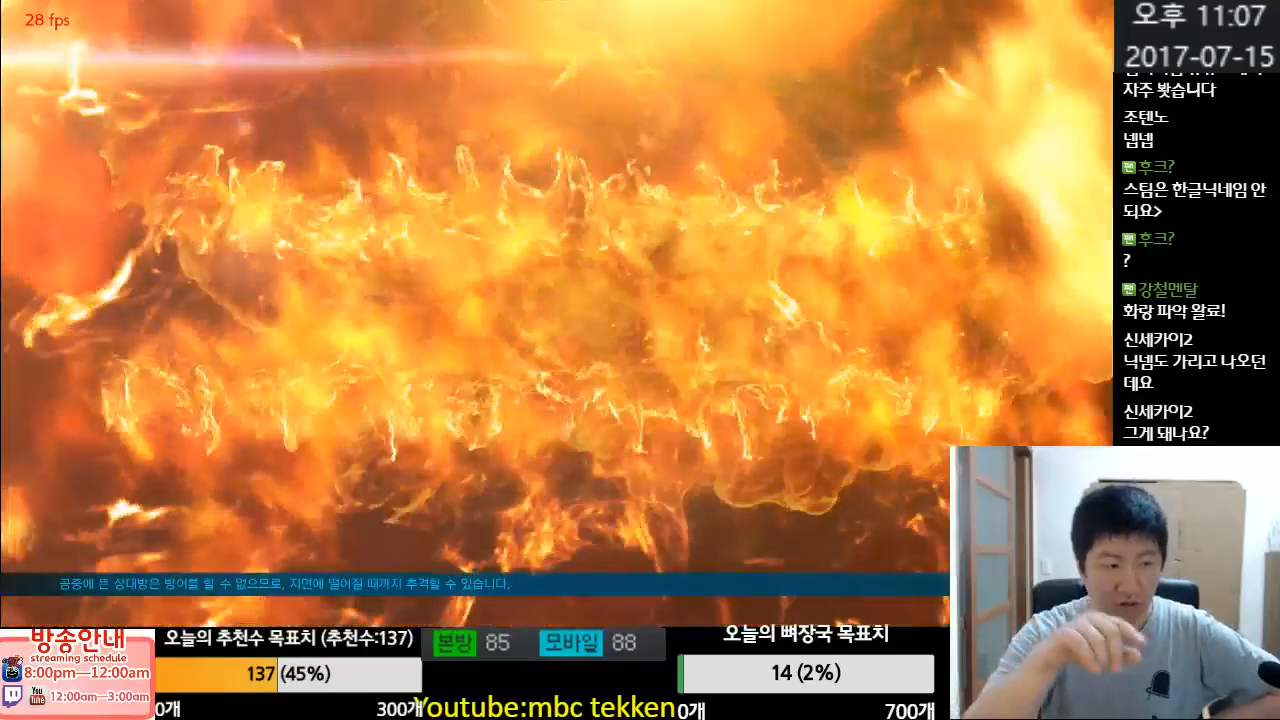 28 fps
오후 11:07
2017-07-15
자주 봣습니다
조텐노
넵넵
팬 후크?
스팀은 한글닉네임 안
되요>
팬 후크?
?
팬 강철멘탈
화랑 파악 왈료!
신세카이2
닉넴도 가리고 나오던
데요
신세카이2
그게 돼나요?
공중에 뜬 상대방은 방어를 할 수 없으므로, 지면에 떨어질 때까지 추격할 수 있습니다.
방송안내
streaming schedule
8:00pm—12:00am
You Tube 12:00am—3:00am
오늘의 추천수 목표치 (추천수:137)
137 (45%)
0개 300개
본방 85 모바일 88
Youtube:mbc tekken
오늘의 뼈장국 목표치
14 (2%)
0개 700개